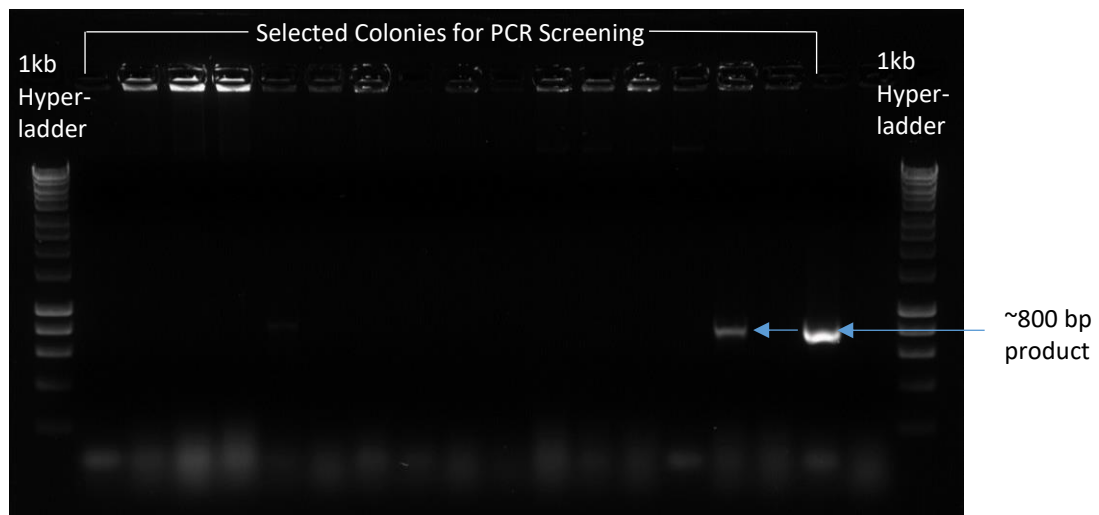 Selected Colonies for PCR Screening
1kb
Hyper-
ladder
1kb
Hyper-
ladder
~800 bp
product